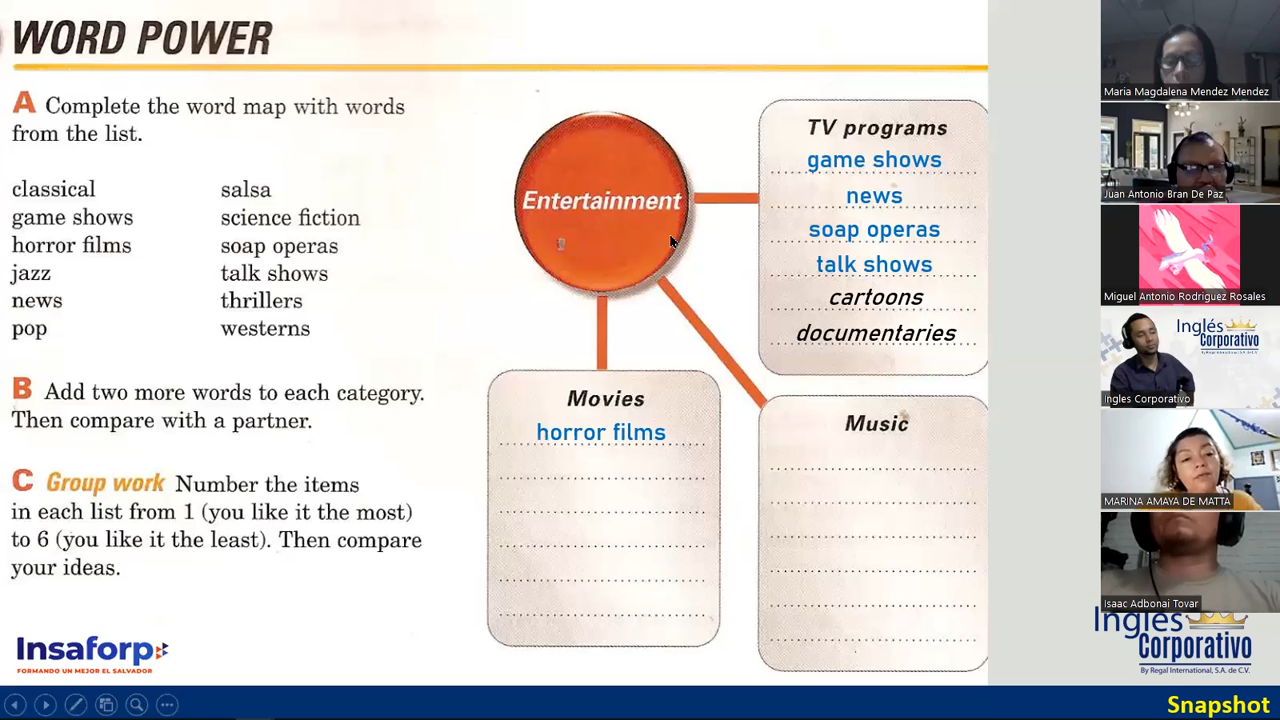 WORD POWER
A Complete the word map with words
from the list.
classical
game shows
horror films
jazz
news
pop
salsa
science fiction
soap operas
talk shows
thrillers
westerns
B Add two more words to each category.
Then compare with a partner.
C Group work Number the items
in each list from 1 (you like it the most)
to 6 (you like it the least). Then compare
your ideas.
Insaforp
FORMANDO UN MEJOR EL SALVADOR
Entertainment
TV programs
game shows
news
soap operas
talk shows
cartoons
documentaries
Movies
horror films
Music
Maria Magdalena Mendez Mendez
Juan Antonio Bran De Paz
Miguel Antonio Rodriguez Rosales
Inglés
Corporativo
By Regal International, S.A. de C.V.
Ingles Corporativo
MARINA AMAYA DE MATTA
Isaac Adbonai Tovar
Inglés
Corporativo
By Regal International, S.A. de C.V.
Snapshot